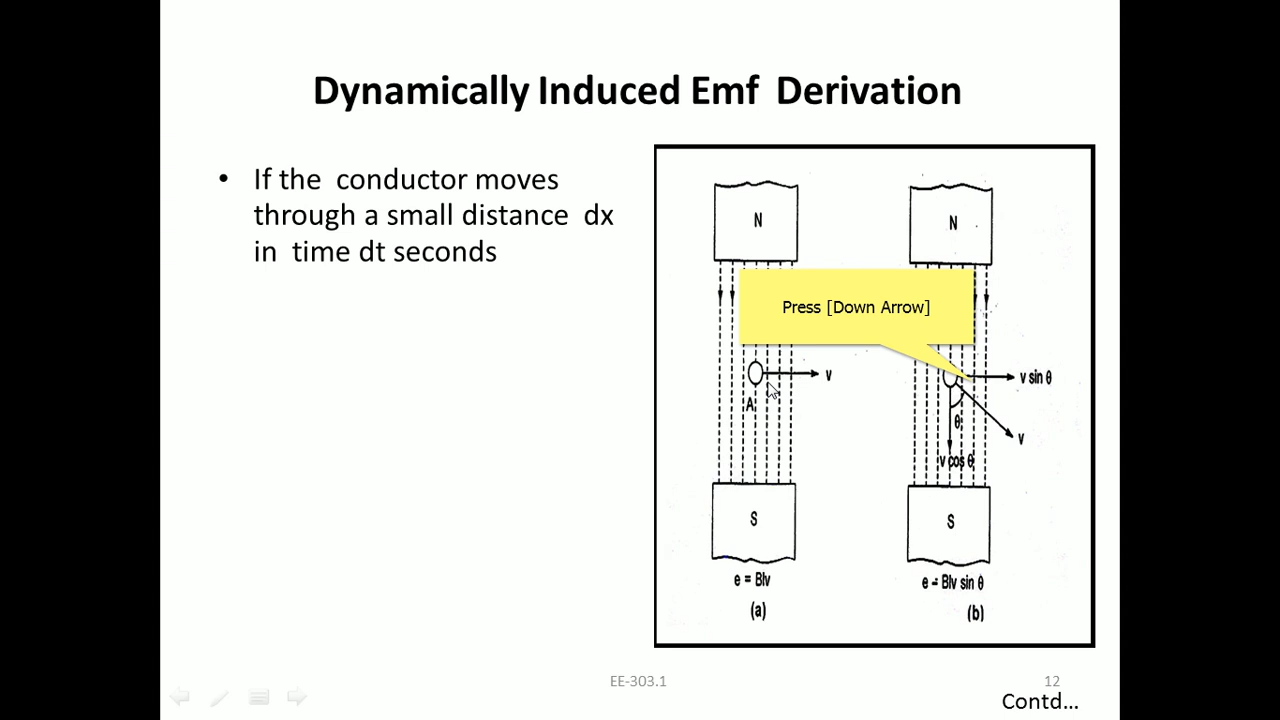 Dynamically Induced Emf Derivation
• If the conductor moves
through a small distance dx
in time dt seconds
N
N
Press [Down Arrow]
v
v sin θ
A
θ
v
v cos θ
S
S
e = Blv
e = Blv sin θ
(a)
(b)
EE-303.1
12
Contd...